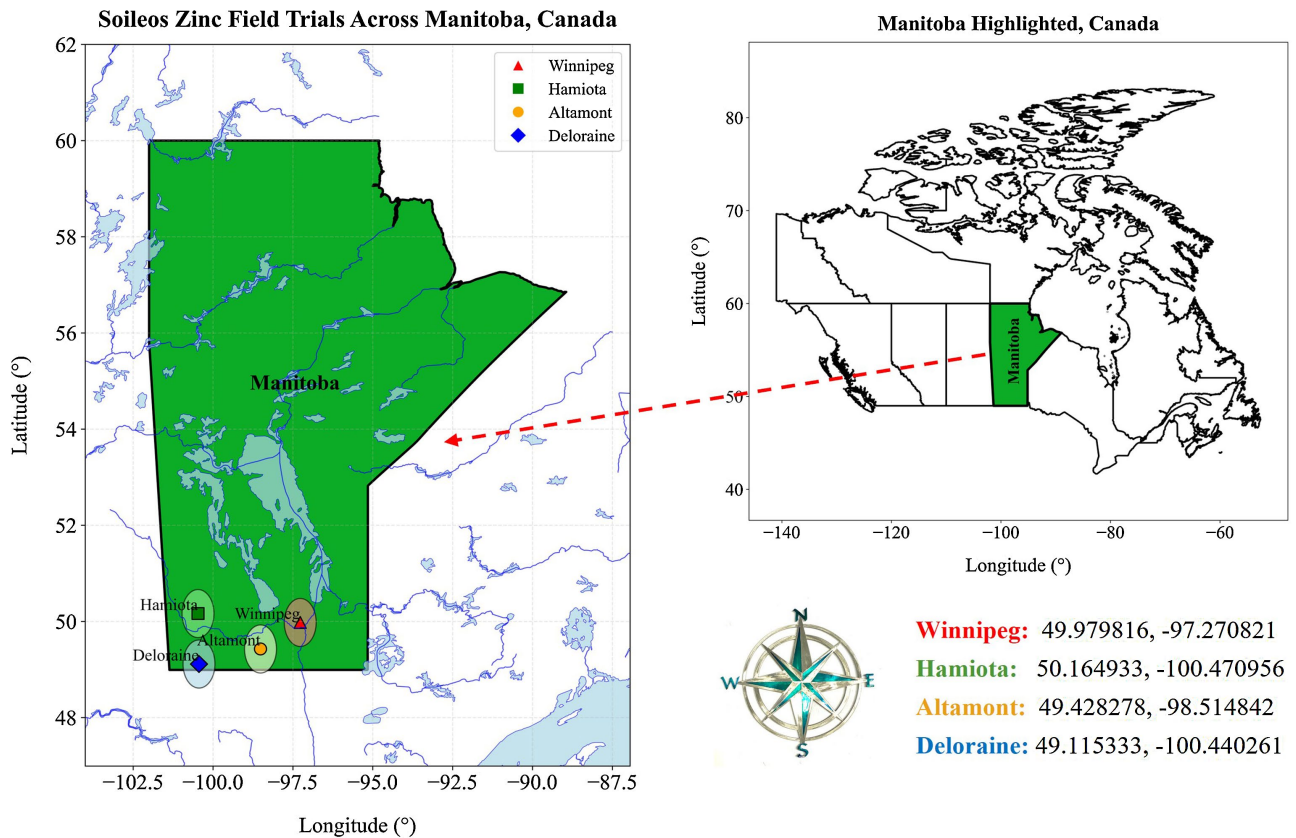 Soileos Zinc Field Trials Across Manitoba, Canada
62
60
58
56
54
52
50
48
Latitude (°)
−102.5
−100.0
−97.5
−95.0
−92.5
−90.0
−87.5
Longitude (°)
Winnipeg
Hamiota
Altamont
Deloraine
Manitoba
Hamiota
Winnipeg
Altamont
Deloraine
Manitoba Highlighted, Canada
80
70
60
50
40
Latitude (°)
Manitoba
−140
−120
−100
−80
−60
Longitude (°)
N
W
E
S
Winnipeg: 49.979816, -97.270821
Hamiota: 50.164933, -100.470956
Altamont: 49.428278, -98.514842
Deloraine: 49.115333, -100.440261